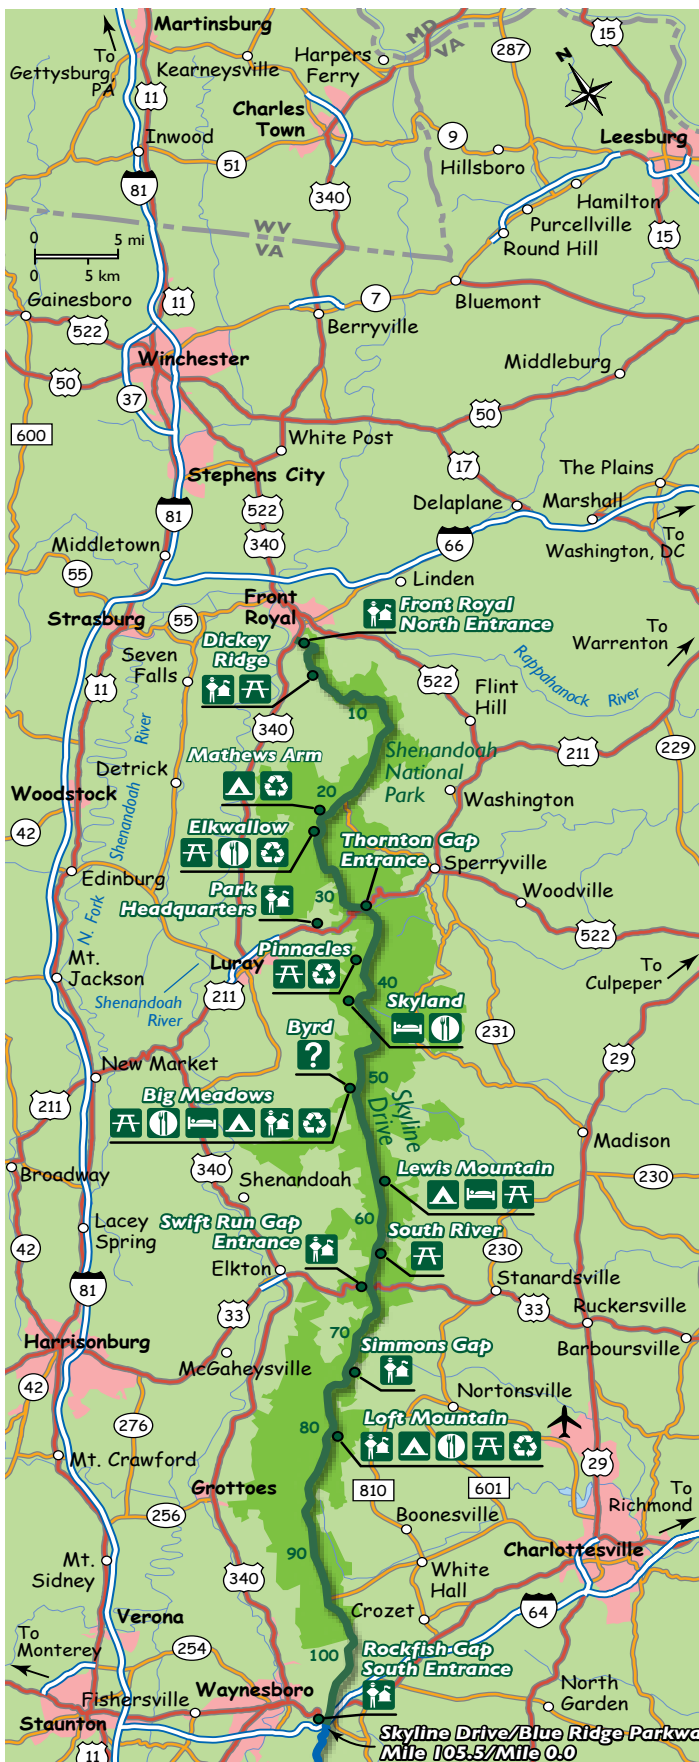 Martinsburg
To
Gettysburg,
PA
Kearneysville
Harpers
Ferry
MD
VA
287
15
N
11
Charles
Town
Inwood
51
9
Hillsboro
Leesburg
81
340
Hamilton
Purcellville
Round Hill
15
WV
VA
0 5 mi
0 5 km
Gainesboro
11
7
Berryville
Bluemont
522
Winchester
Middleburg
50
37
50
600
White Post
17
Stephens City
The Plains
522
Delaplane
Marshall
81
To
Washington, DC
340
66
Middletown
55
Linden
Strasburg
55
Front
Royal
Front Royal
North Entrance
To
Warrenton
Dickey
Ridge
Seven
Falls
11
522
Rappahanock River
Flint
Hill
10
340
211
229
Shenandoah
National
Park
Mathews Arm
Detrick
Woodstock
Shenandoah River
N. Fork
20
Washington
42
Elkwallow
Thornton Gap
Entrance
Sperryville
Edinburg
Park
Headquarters
30
Woodville
522
Mt.
Jackson
Luray
Pinnacles
To
Culpeper
211
Shenandoah
River
40
Skyland
231
29
Byrd
?
New Market
50
Skyline
Drive
211
Big Meadows
Madison
Broadway
340
Shenandoah
Lewis Mountain
230
Lacey
Spring
60
Swift Run Gap
Entrance
South River
42
230
Elkton
81
Stanardsville
33
33
Ruckersville
Harrisonburg
70
Barboursville
McGaheysville
Simmons Gap
42
Nortonsville
276
80
Loft Mountain
Mt. Crawford
29
Grottoes
810
601
To
Richmond
256
Boonesville
90
Charlottesville
Mt.
Sidney
White
Hall
340
64
Verona
Crozet
To
Monterey
254
100
Rockfish Gap
South Entrance
Waynesboro
Fishersville
North
Garden
Staunton
Skyline Drive/Blue Ridge Parkwa
11
Mile 105.5/Mile 0.0